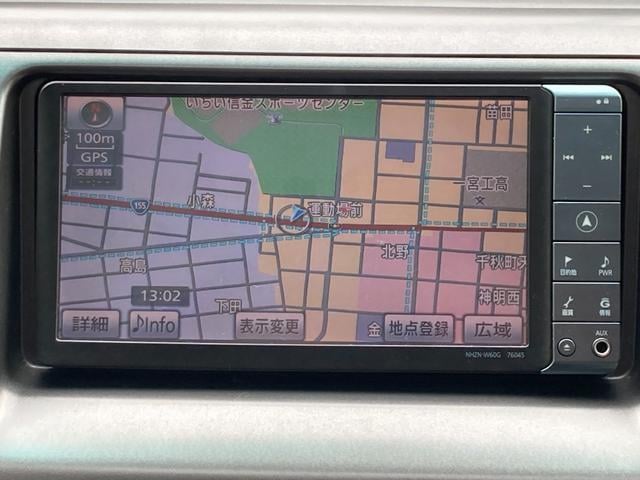 いちい信金スポーツセンター
苗田
100m
GPS
交通情報
一宮工高
文
155
小森
運動場前
高島
北野
千秋町
神明西
13:02
下田
金
詳細
♪Info
表示変更
地点登録
広域
NHZN-W60G 76045
+
−
目的地
PWR
画質
G
情報
AUX